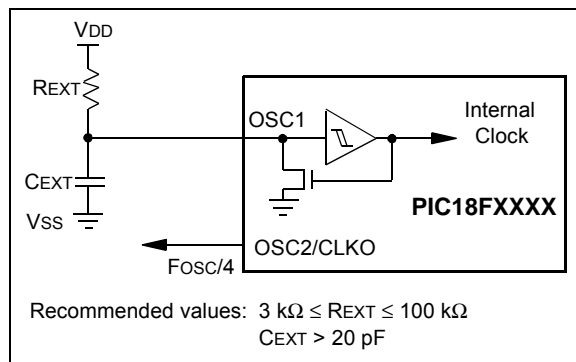 VDD
REXT
OSC1
Internal
Clock
CEXT
PIC18FXXXX
VSS
OSC2/CLKO
FOSC/4
Recommended values: 3 kΩ ≤ REXT ≤ 100 kΩ
CEXT > 20 pF